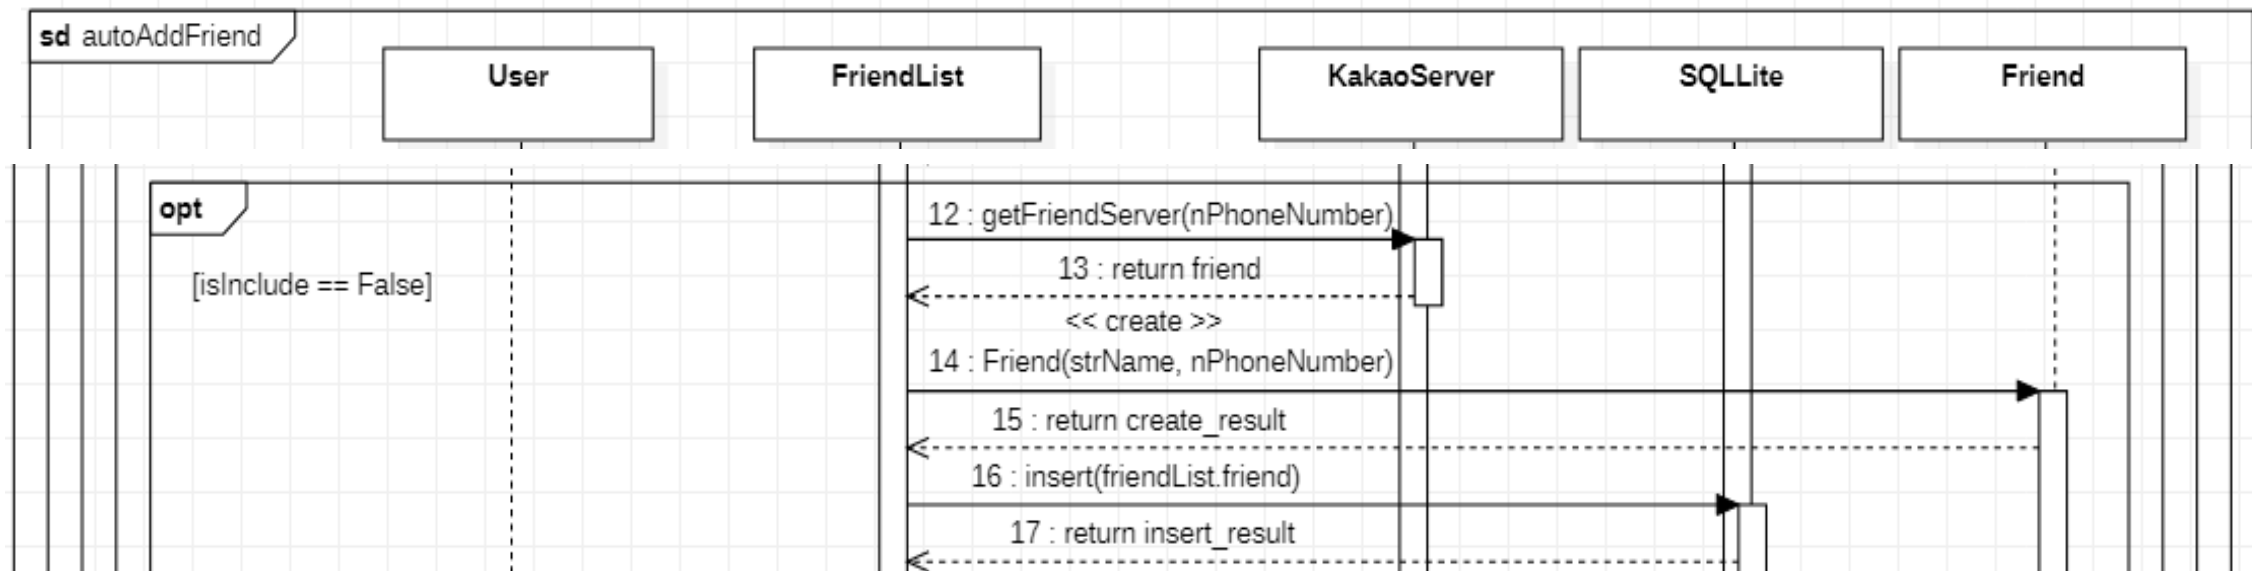 sd autoAddFriend
User
FriendList
KakaoServer
SQLLite
Friend
opt
12 : getFriendServer(nPhoneNumber)
[isInclude == False]
13 : return friend
<< create >>
14 : Friend(strName, nPhoneNumber)
15 : return create_result
16 : insert(friendList.friend)
17 : return insert_result